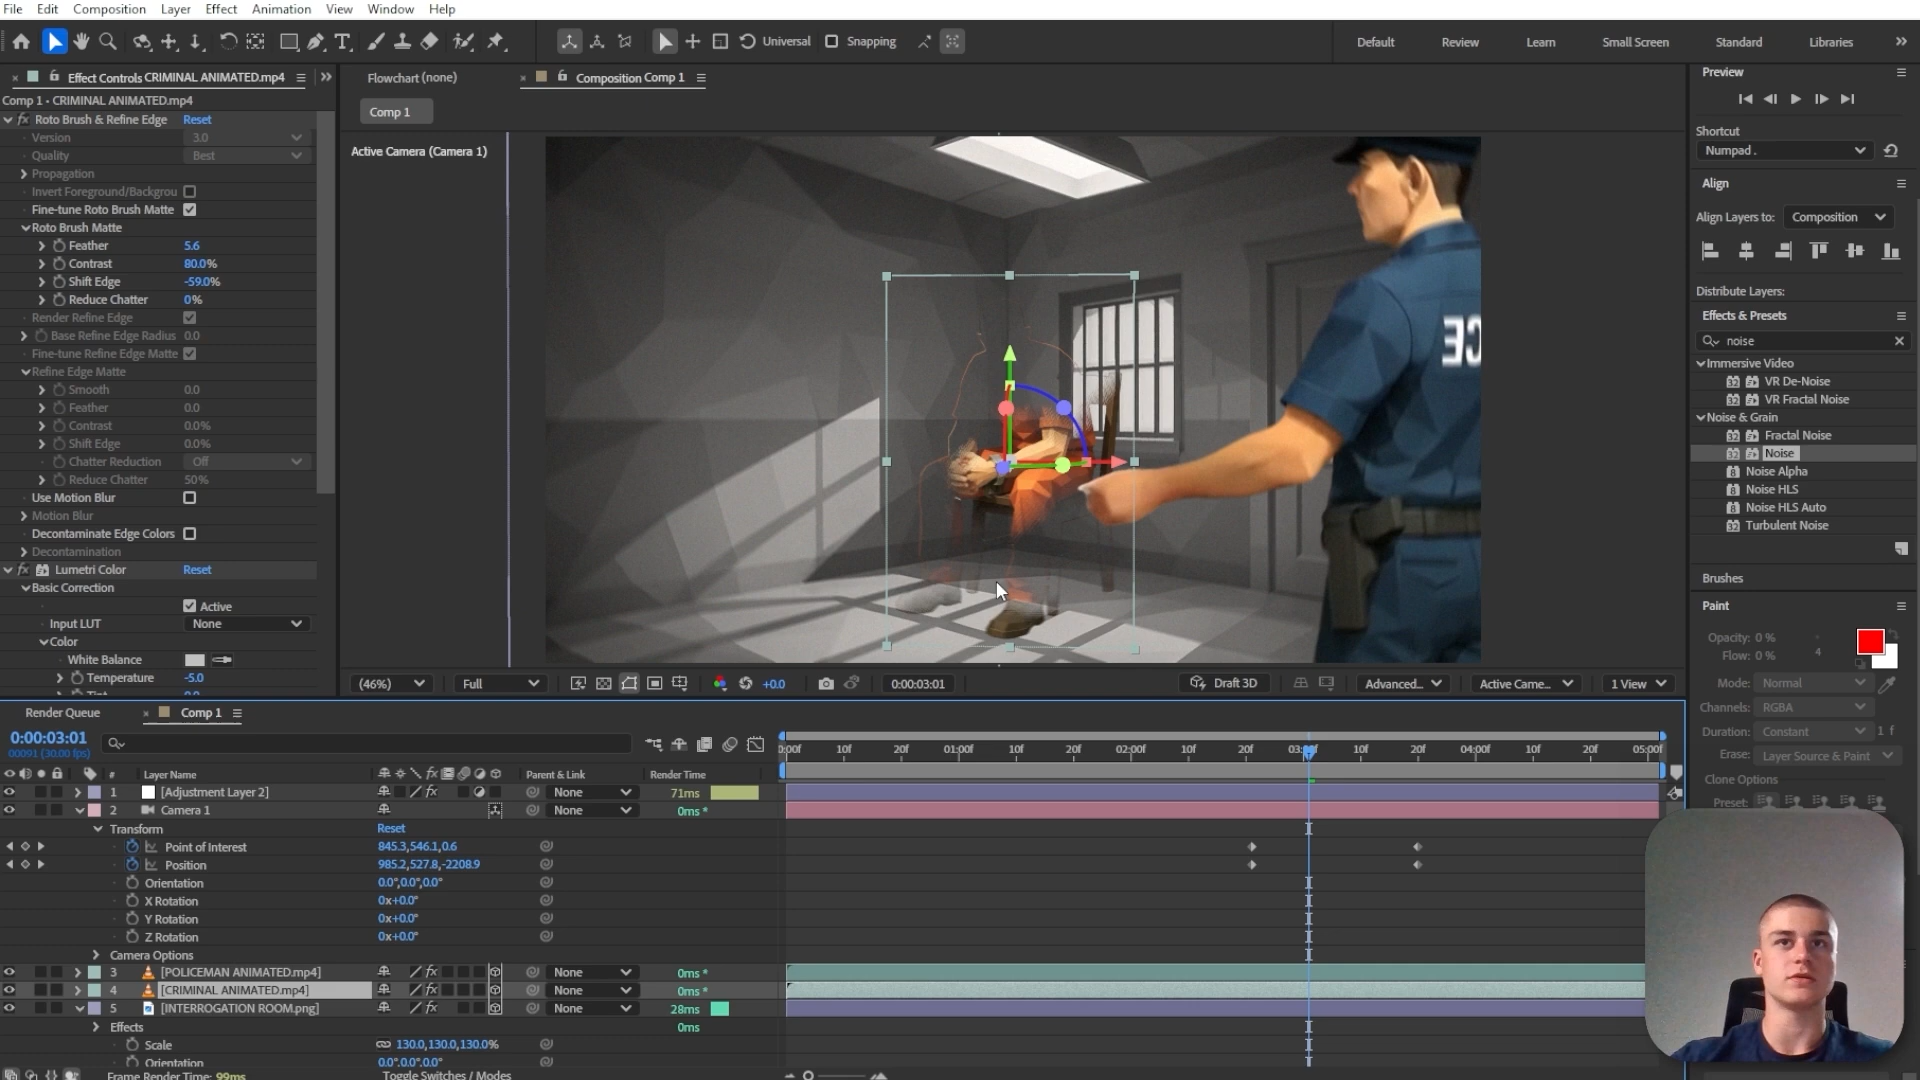 File Edit Composition Layer Effect Animation View Window Help
Universal Snapping Default Review Learn Small Screen Standard Libraries
Effect Controls CRIMINAL ANIMATED.mp4
Comp 1 • CRIMINAL ANIMATED.mp4
Roto Brush & Refine Edge Reset
Version 3.0
Quality Best
Propagation
Invert Foreground/Backgrou
Fine-tune Roto Brush Matte
Roto Brush Matte
Feather 5.6
Contrast 80.0%
Shift Edge -59.0%
Reduce Chatter 0%
Render Refine Edge
Base Refine Edge Radius 0.0
Fine-tune Refine Edge Matte
Refine Edge Matte
Smooth 0.0
Feather 0.0
Contrast 0.0%
Shift Edge 0.0%
Chatter Reduction Off
Reduce Chatter 50%
Use Motion Blur
Motion Blur
Decontaminate Edge Colors
Decontamination
Lumetri Color Reset
Basic Correction
Active
Input LUT None
Color
White Balance
Temperature -5.0
Flowchart (none) Composition Comp 1
Comp 1
Active Camera (Camera 1)
CE
(46%) Full +0.0 0:00:03:01 Draft 3D Advanced... Active Came... 1 View
Preview
Shortcut
Numpad .
Align
Align Layers to: Composition
Distribute Layers:
Effects & Presets
noise
Immersive Video
VR De-Noise
VR Fractal Noise
Noise & Grain
Fractal Noise
Noise
Noise Alpha
Noise HLS
Noise HLS Auto
Turbulent Noise
Brushes
Paint
Opacity: 0 %
Flow: 0 % 4
Mode: Normal
Channels: RGBA
Duration: Constant 1 f
Erase: Layer Source & Paint
Clone Options
Preset:
Render Queue Comp 1
0:00:03:01
00091 (30.00 fps)
0:00f 10f 20f 01:00f 10f 20f 02:00f 10f 20f 10f 20f 04:00f 10f 20f 05:00f
# Layer Name Parent & Link Render Time
1 [Adjustment Layer 2] None 71ms
2 Camera 1 None 0ms *
Transform Reset
Point of Interest 845.3,546.1,0.6
Position 985.2,527.8,-2208.9
Orientation 0.0°,0.0°,0.0°
X Rotation 0x+0.0°
Y Rotation 0x+0.0°
Z Rotation 0x+0.0°
Camera Options
3 [POLICEMAN ANIMATED.mp4] None 0ms *
4 [CRIMINAL ANIMATED.mp4] None 0ms *
5 [INTERROGATION ROOM.png] None 28ms
Effects 0ms
Scale 130.0,130.0,130.0%
Orientation 0.0°,0.0°,0.0°
Frame Render Time: 99ms Toggle Switches / Modes